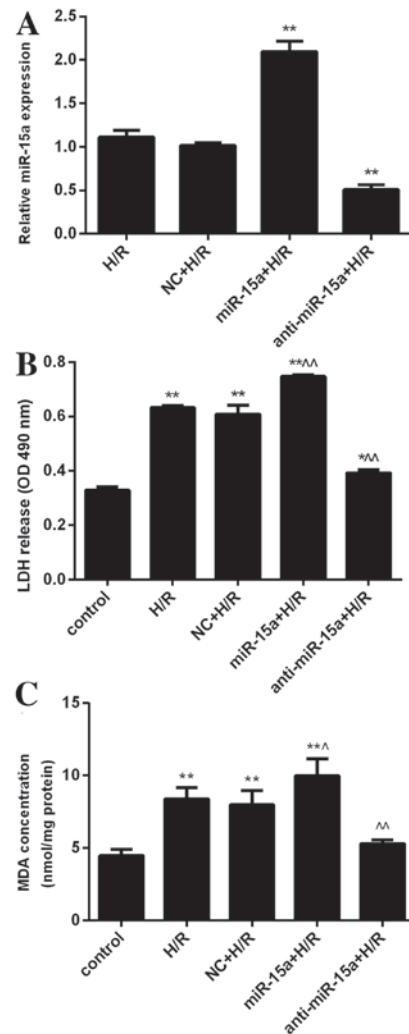 A
Relative miR-15a expression
2.5
2.0
1.5
1.0
0.5
0.0
**
**
H/R
NC+H/R
miR-15a+H/R
anti-miR-15a+H/R
B
LDH release (OD 490 nm)
0.8
0.6
0.4
0.2
0.0
**
**
**^^
*^^
control
H/R
NC+H/R
miR-15a+H/R
anti-miR-15a+H/R
C
MDA concentration
(nmol/mg protein)
15
10
5
0
**
**
**^
^^
control
H/R
NC+H/R
miR-15a+H/R
anti-miR-15a+H/R